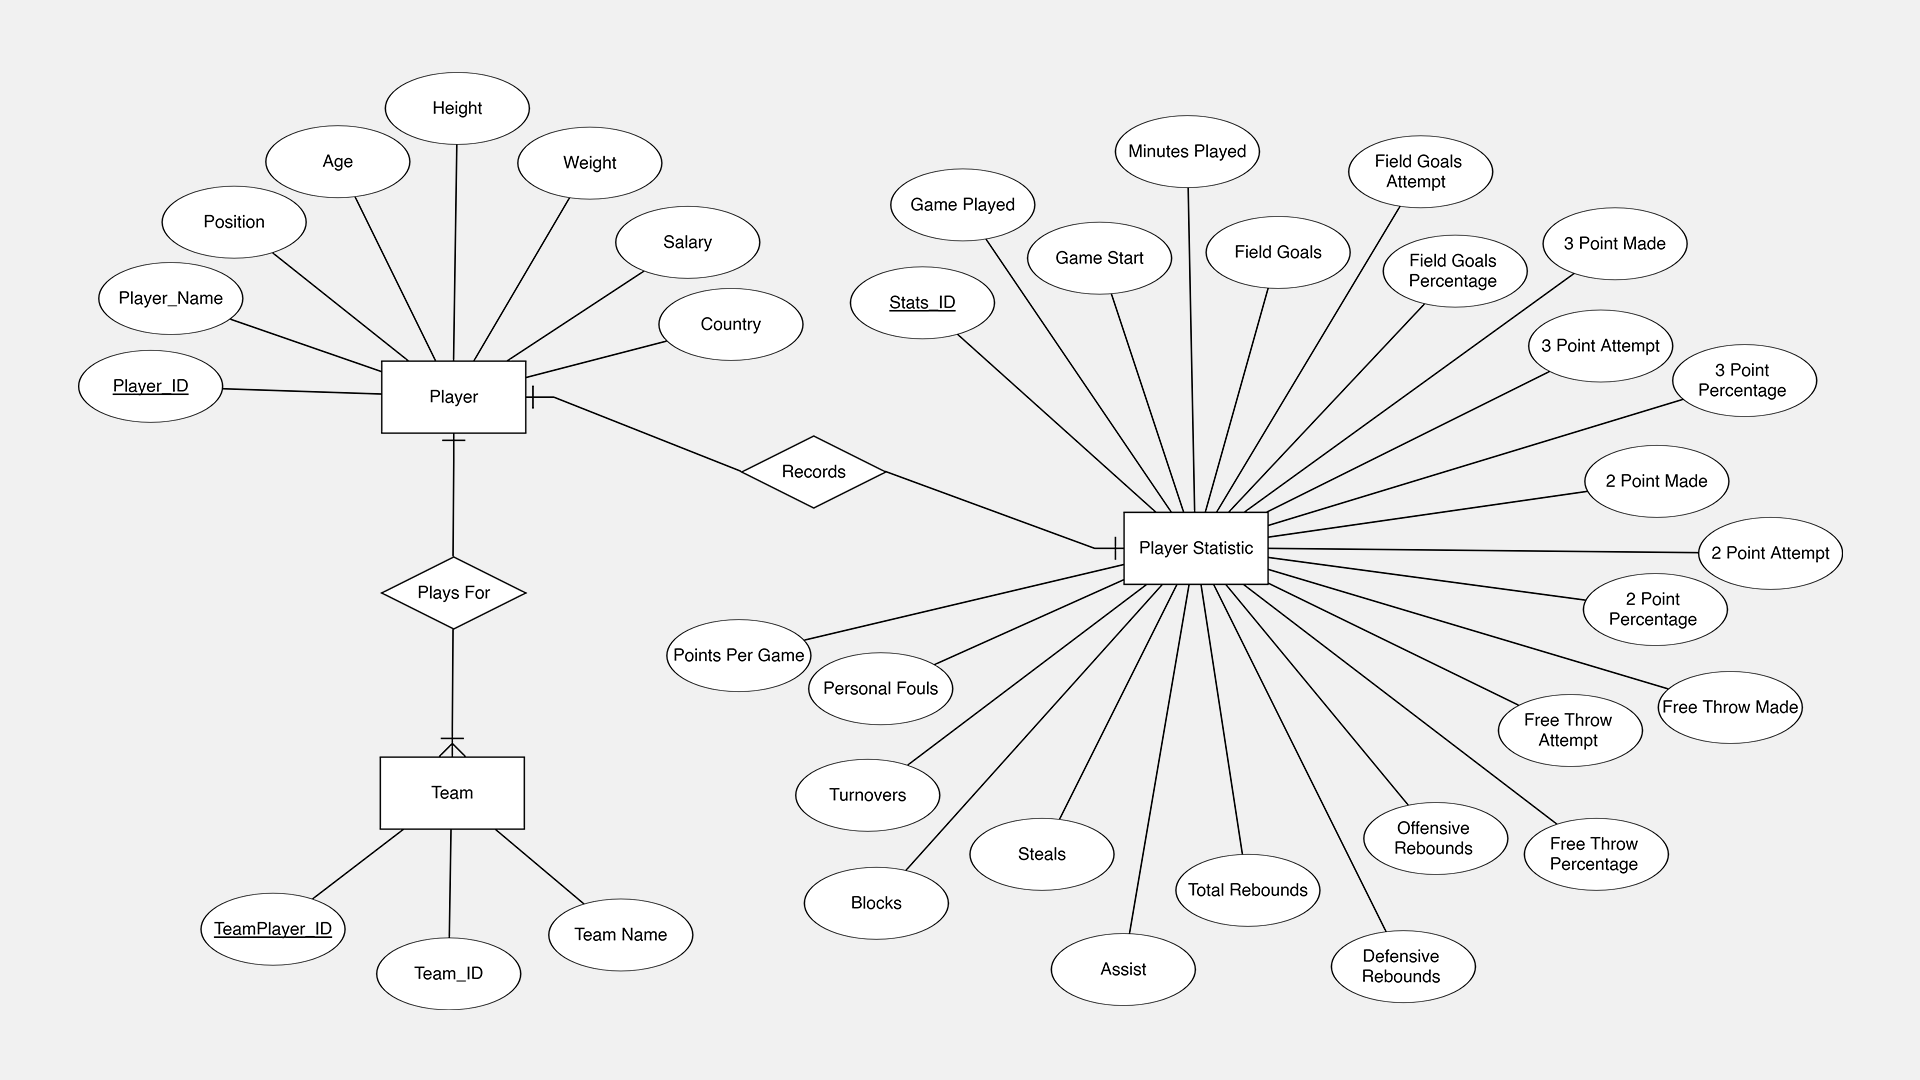 Height
Age
Weight
Position
Salary
Player_Name
Country
Player_ID
Player
Records
Plays For
Team
TeamPlayer_ID
Team_ID
Team Name
Minutes Played
Field Goals
Attempt
Game Played
3 Point Made
Game Start
Field Goals
Field Goals
Percentage
Stats_ID
3 Point Attempt
3 Point
Percentage
2 Point Made
Player Statistic
2 Point Attempt
2 Point
Percentage
Points Per Game
Personal Fouls
Free Throw Made
Free Throw
Attempt
Turnovers
Offensive
Rebounds
Steals
Free Throw
Percentage
Blocks
Total Rebounds
Assist
Defensive
Rebounds